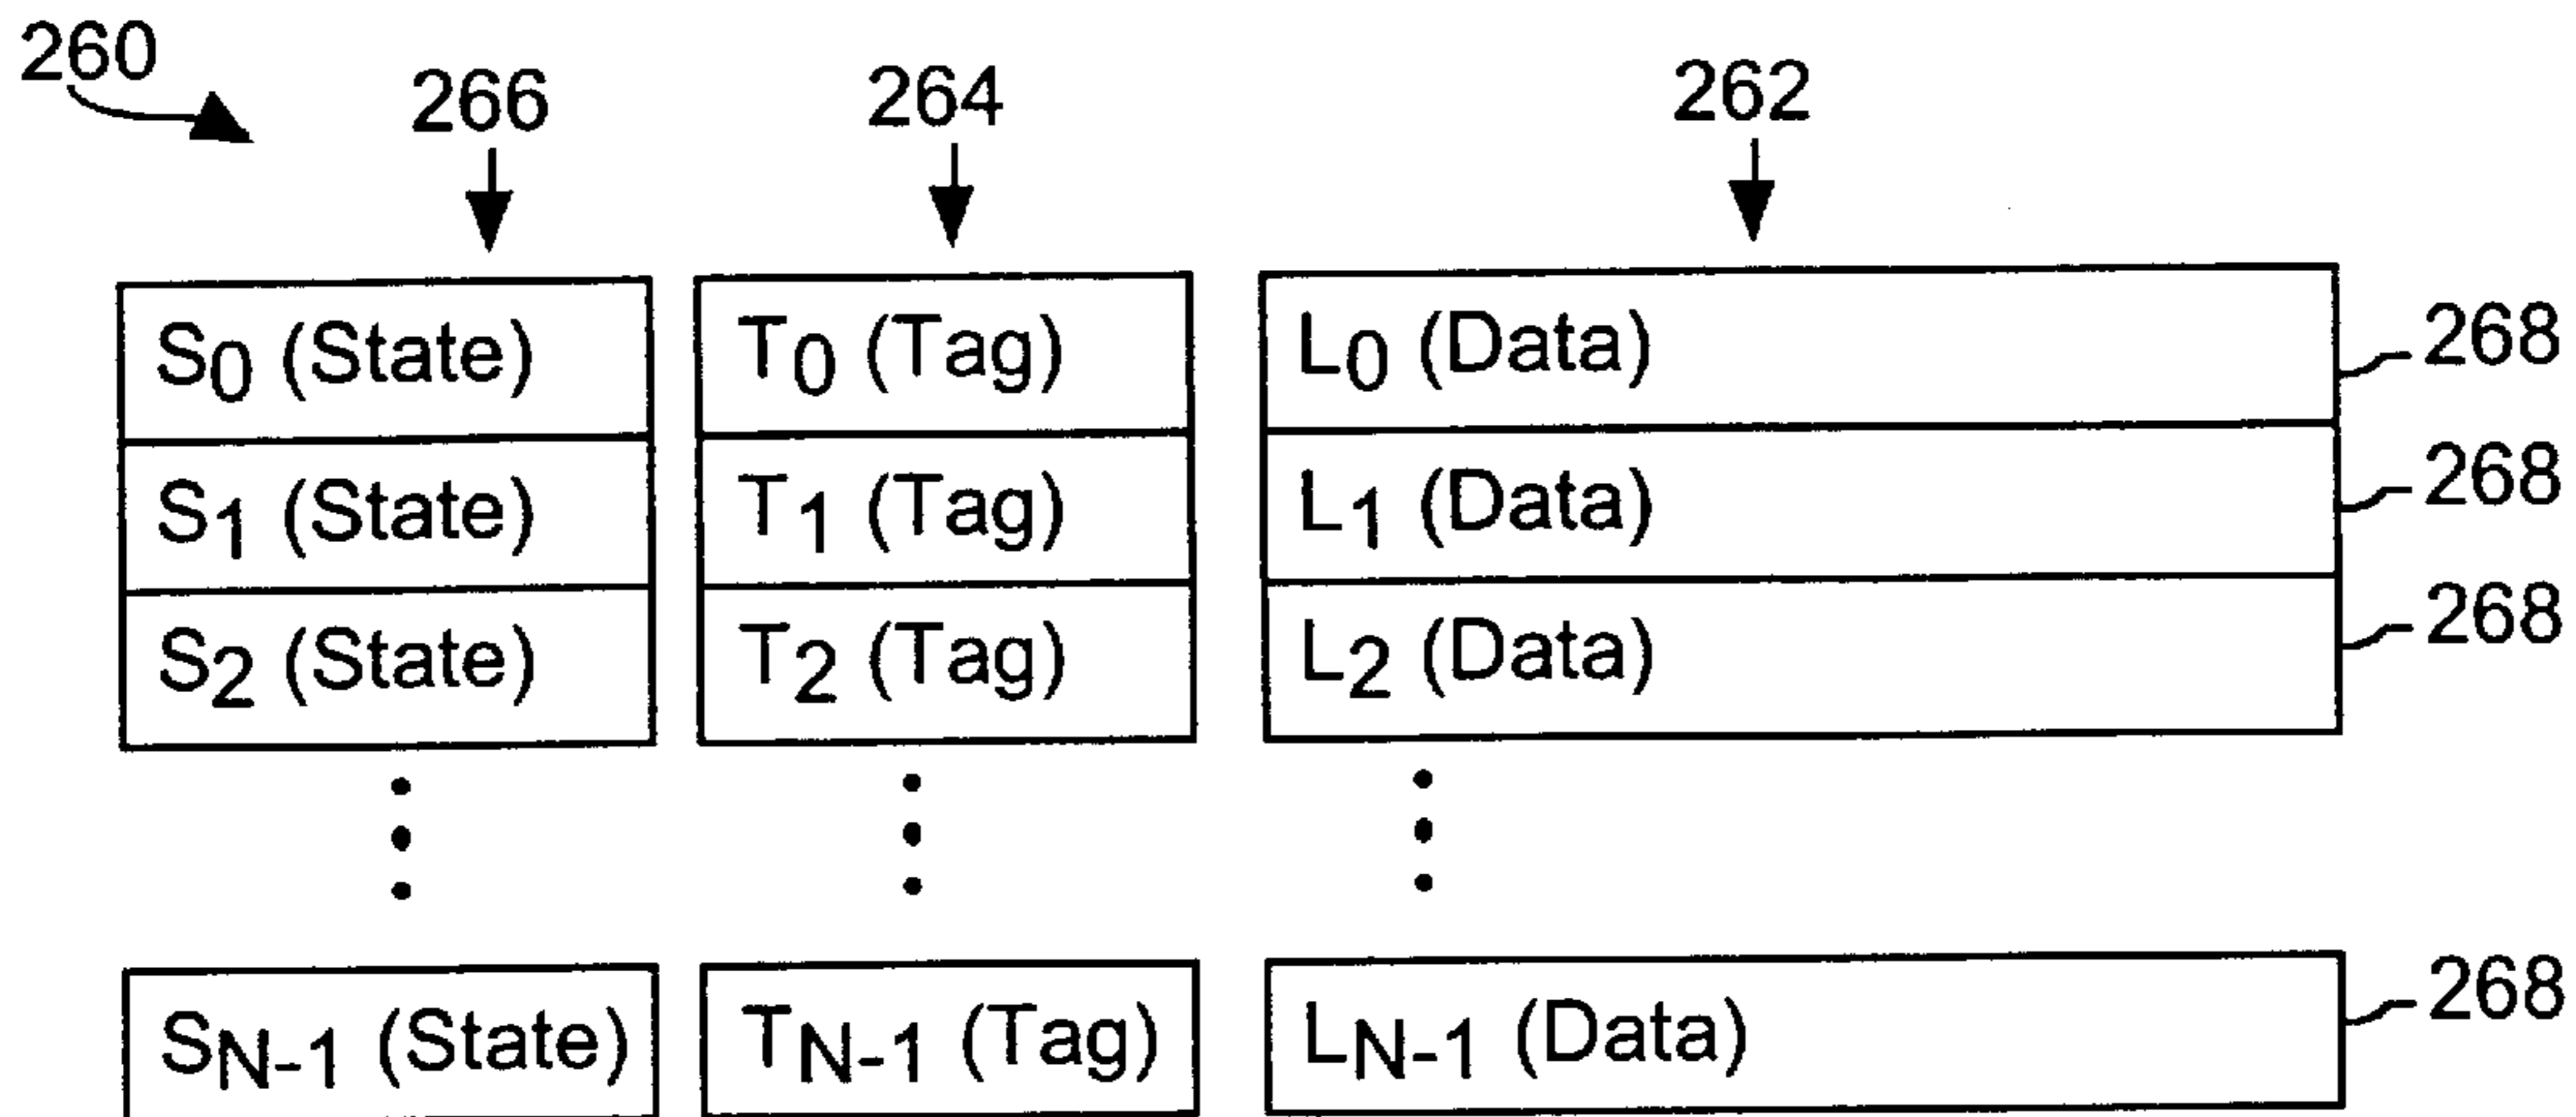 260 266 264 262
S0 (State) T0 (Tag) L0 (Data) 268
S1 (State) T1 (Tag) L1 (Data) 268
S2 (State) T2 (Tag) L2 (Data) 268
SN-1 (State) TN-1 (Tag) LN-1 (Data) 268